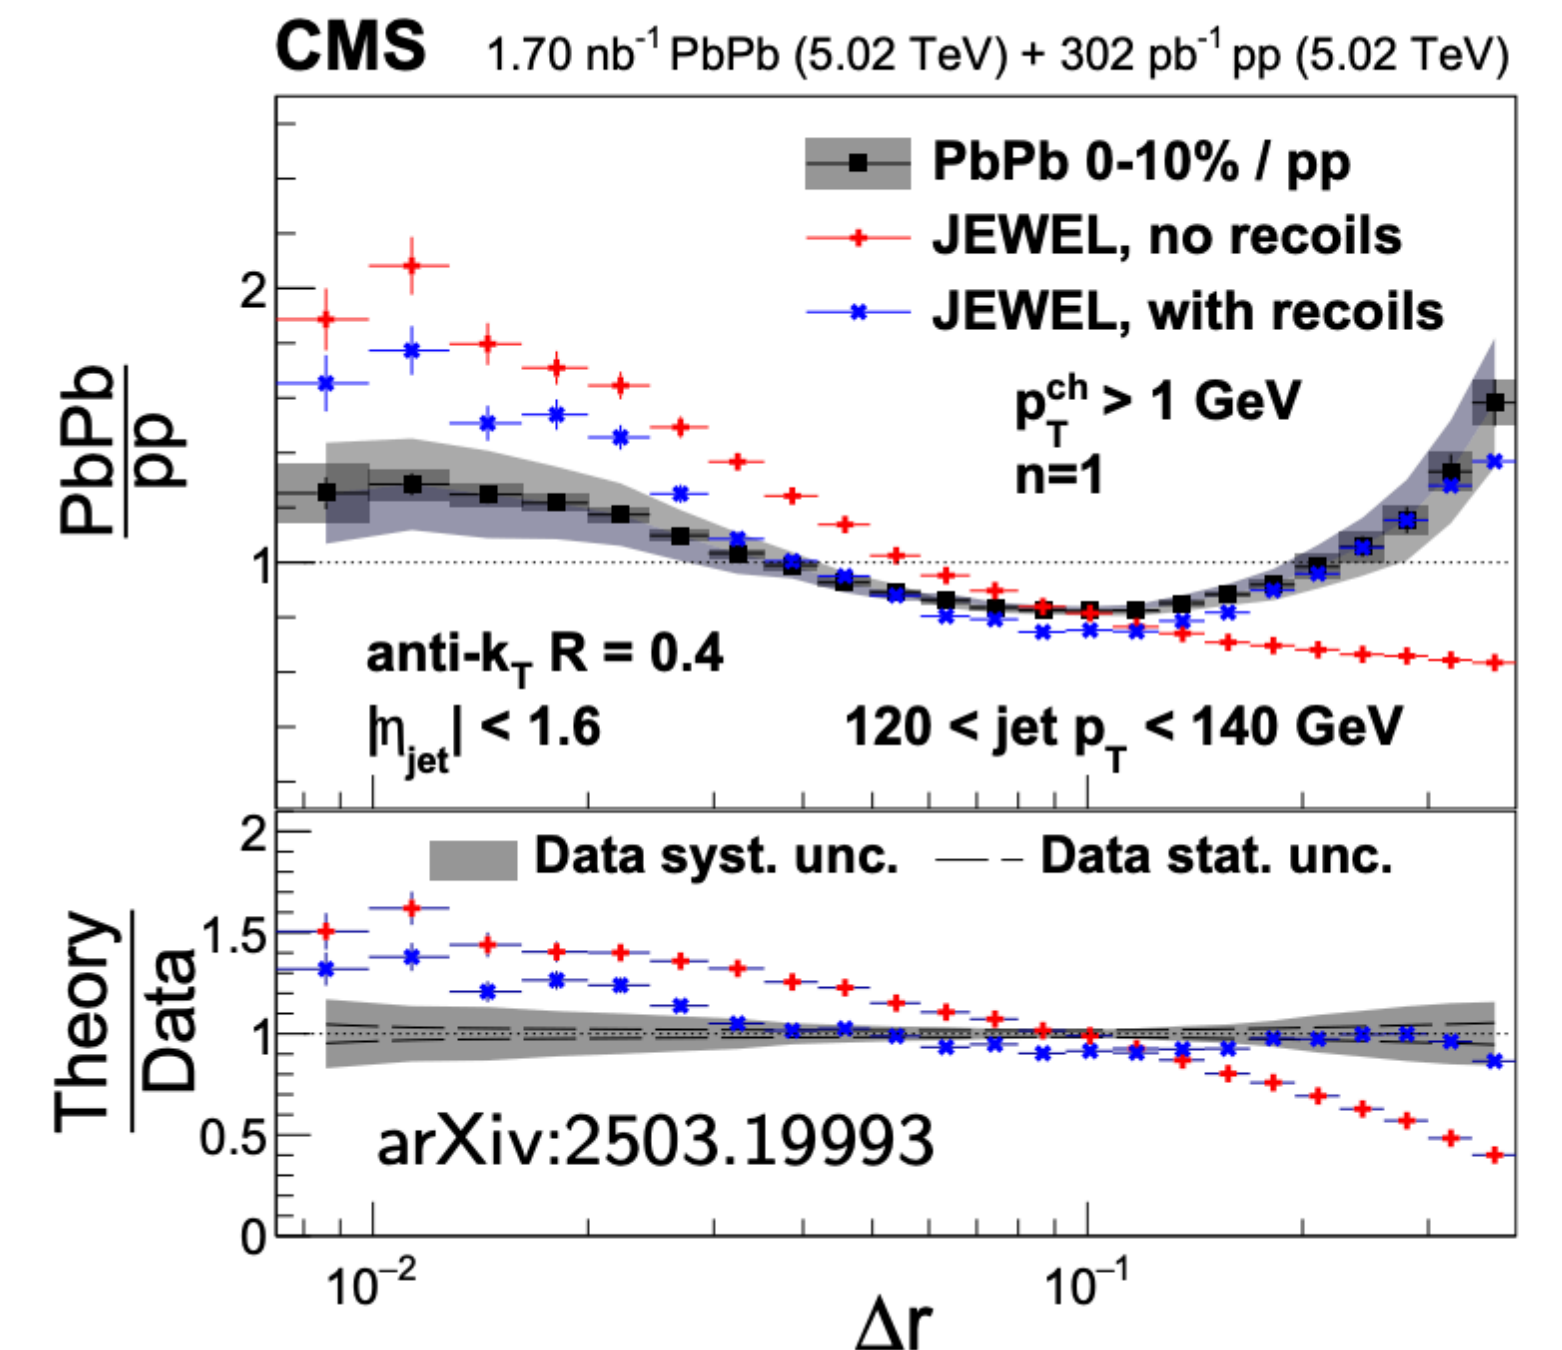 CMS 1.70 nb⁻¹ PbPb (5.02 TeV) + 302 pb⁻¹ pp (5.02 TeV)
PbPb 0-10% / pp
JEWEL, no recoils
JEWEL, with recoils
p_T^ch > 1 GeV
n=1
PbPb
pp
2
1
anti-k_T R = 0.4
|η_jet| < 1.6
120 < jet p_T < 140 GeV
Data syst. unc.
Data stat. unc.
Theory
Data
2
1.5
1
0.5
0
arXiv:2503.19993
10⁻²
10⁻¹
Δr